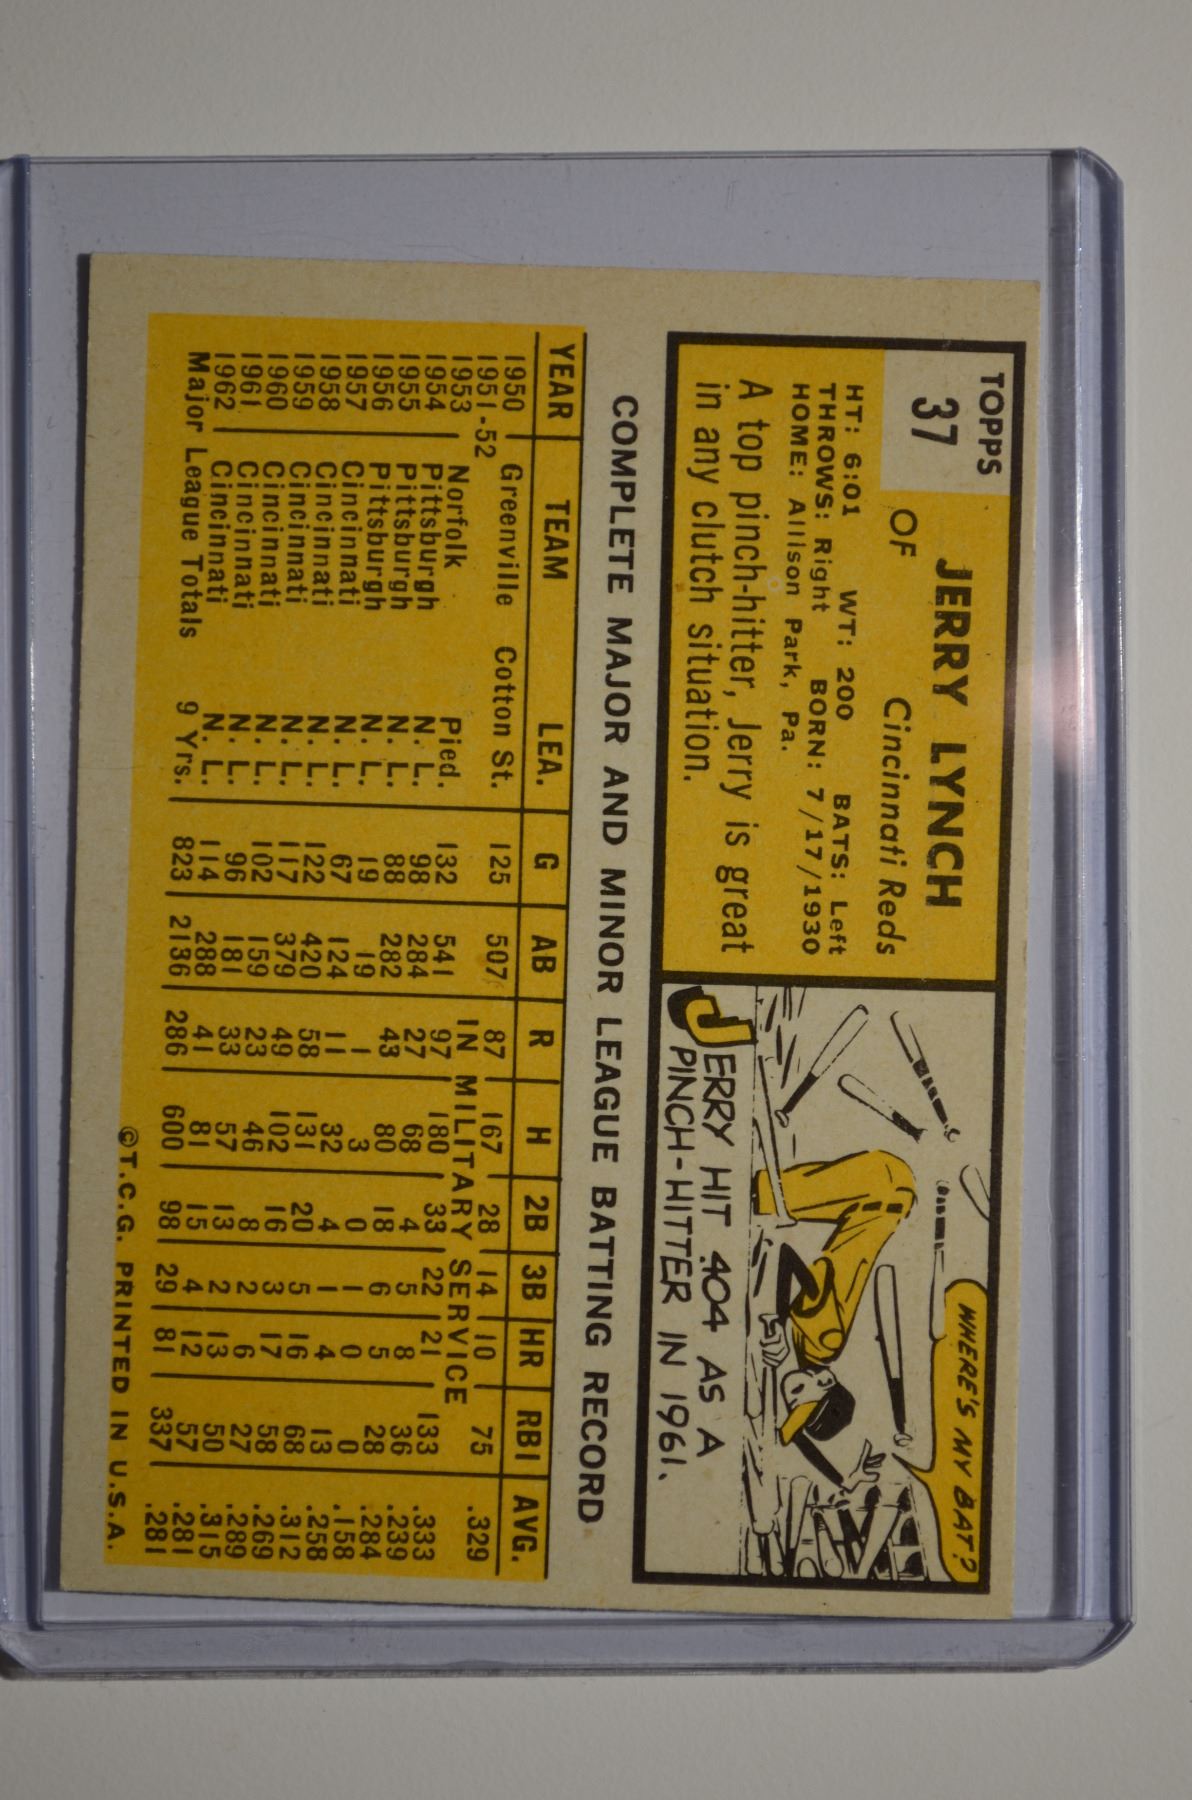 TOPPS
37
JERRY LYNCH
OF Cincinnati Reds
HT: 6:01 WT: 200 BATS: Left
THROWS: Right BORN: 7/17/1930
HOME: Allison Park, Pa.
A top pinch-hitter, Jerry is great
in any clutch situation.
WHERE'S MY BAT?
JERRY HIT .404 AS A
PINCH-HITTER IN 1961.
COMPLETE MAJOR AND MINOR LEAGUE BATTING RECORD
YEAR TEAM LEA. G AB R H 2B 3B HR RBI AVG.
1950 Greenville Cotton St. 125 507 87 167 28 14 10 75 .329
1951-52 IN MILITARY SERVICE
1953 Norfolk Pied. 132 541 97 180 33 22 21 133 .333
1954 Pittsburgh N. L. 98 284 27 68 4 5 8 36 .239
1955 Pittsburgh N. L. 88 282 43 80 18 6 5 28 .284
1956 Pittsburgh N. L. 19 19 1 3 0 1 0 0 .158
1957 Cincinnati N. L. 67 124 11 32 4 1 4 13 .258
1958 Cincinnati N. L. 122 420 58 131 20 5 16 68 .312
1959 Cincinnati N. L. 117 379 49 102 16 3 17 58 .269
1960 Cincinnati N. L. 102 159 23 46 8 2 6 27 .289
1961 Cincinnati N. L. 96 181 33 57 13 2 13 50 .315
1962 Cincinnati N. L. 114 288 41 81 15 4 12 57 .281
Major League Totals 9 Yrs. 823 2136 286 600 98 29 81 337 .281
©T.C.G. PRINTED IN U.S.A.